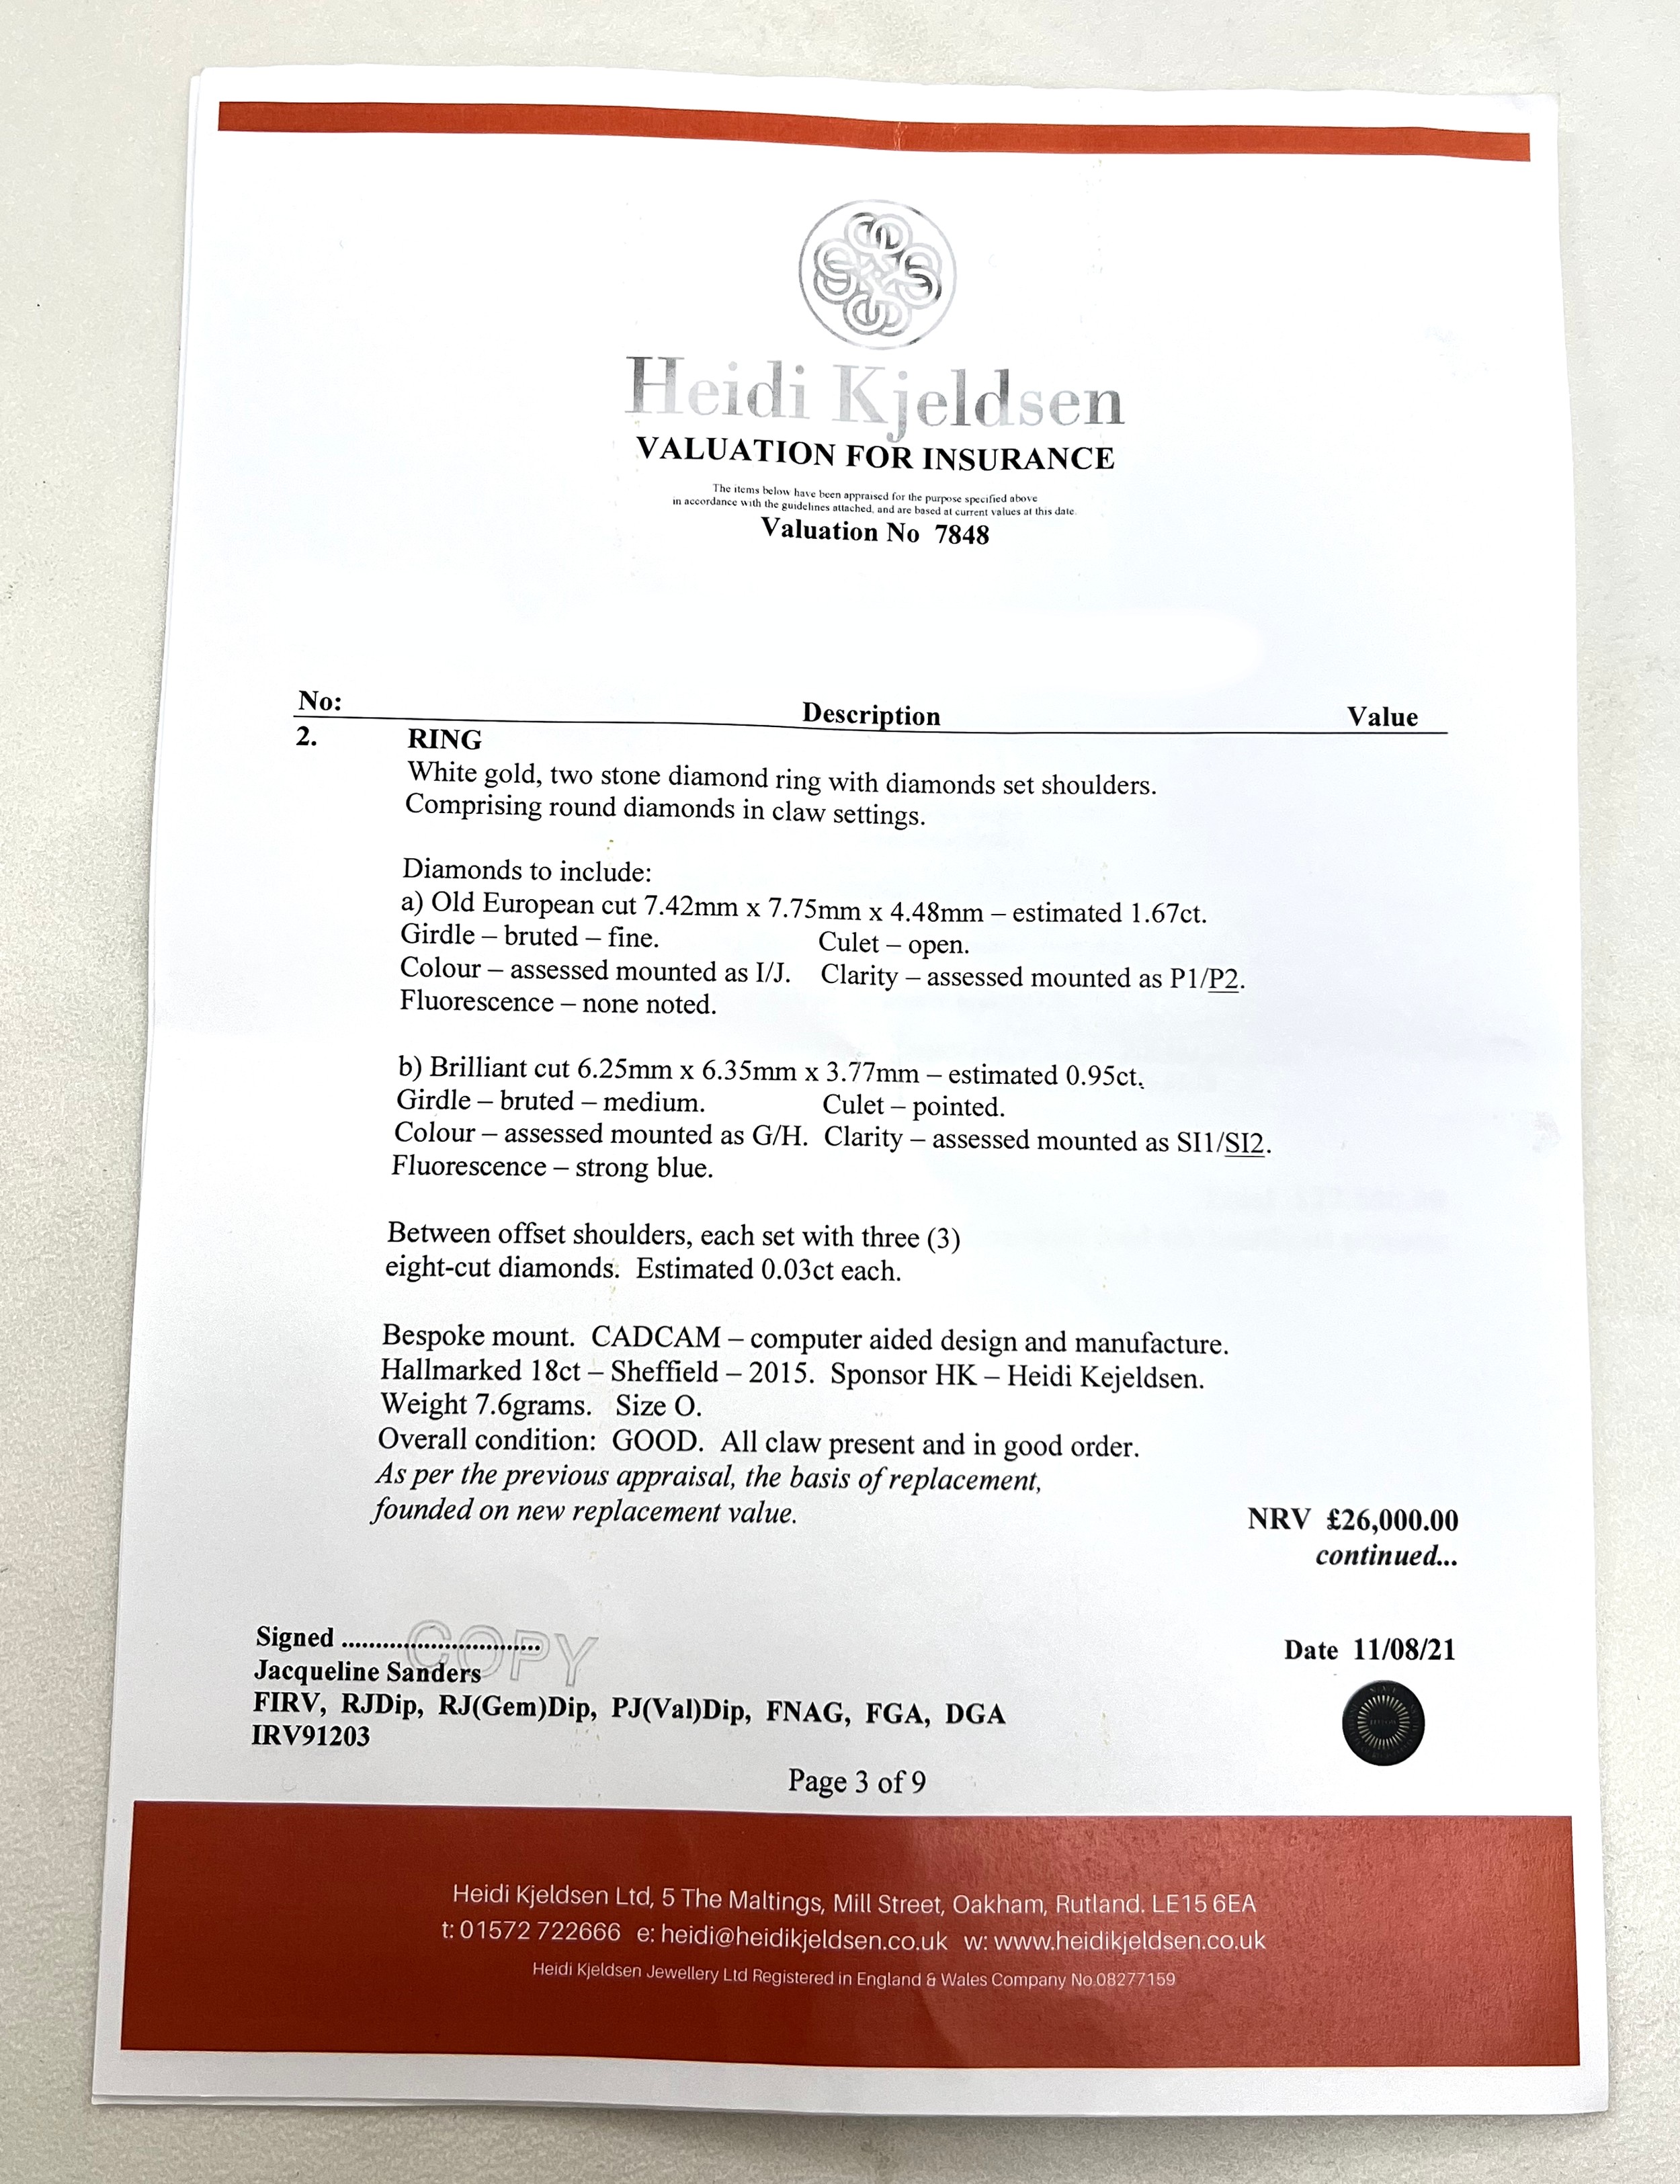 Heidi Kjeldsen
VALUATION FOR INSURANCE
The items below have been appraised for the purpose specified above
in accordance with the guidelines attached, and are based at current values at this date.
Valuation No 7848
No: Description Value
2. RING
White gold, two stone diamond ring with diamonds set shoulders.
Comprising round diamonds in claw settings.
Diamonds to include:
a) Old European cut 7.42mm x 7.75mm x 4.48mm – estimated 1.67ct.
Girdle – bruted – fine. Culet – open.
Colour – assessed mounted as I/J. Clarity – assessed mounted as P1/P2.
Fluorescence – none noted.
b) Brilliant cut 6.25mm x 6.35mm x 3.77mm – estimated 0.95ct.
Girdle – bruted – medium. Culet – pointed.
Colour – assessed mounted as G/H. Clarity – assessed mounted as SI1/SI2.
Fluorescence – strong blue.
Between offset shoulders, each set with three (3)
eight-cut diamonds. Estimated 0.03ct each.
Bespoke mount. CADCAM – computer aided design and manufacture.
Hallmarked 18ct – Sheffield – 2015. Sponsor HK – Heidi Kejeldsen.
Weight 7.6grams. Size O.
Overall condition: GOOD. All claw present and in good order.
As per the previous appraisal, the basis of replacement,
founded on new replacement value. NRV £26,000.00
continued...
Signed .............................. COPY Date 11/08/21
Jacqueline Sanders
FIRV, RJDip, RJ(Gem)Dip, PJ(Val)Dip, FNAG, FGA, DGA
IRV91203
Page 3 of 9
Heidi Kjeldsen Ltd, 5 The Maltings, Mill Street, Oakham, Rutland. LE15 6EA
t: 01572 722666 e: heidi@heidikjeldsen.co.uk w: www.heidikjeldsen.co.uk
Heidi Kjeldsen Jewellery Ltd Registered in England & Wales Company No.08277159